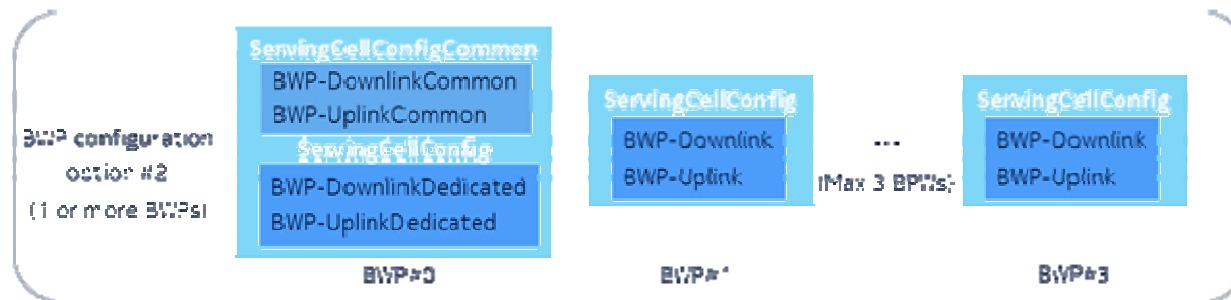 BWP configuration
option #2
(1 or more BWPs)
ServingCellConfigCommon
BWP-DownlinkCommon
BWP-UplinkCommon
ServingCellConfig
BWP-DownlinkDedicated
BWP-UplinkDedicated
BWP#0
ServingCellConfig
BWP-Downlink
BWP-Uplink
BWP#1
...
(Max 3 BPWs)
ServingCellConfig
BWP-Downlink
BWP-Uplink
BWP#3